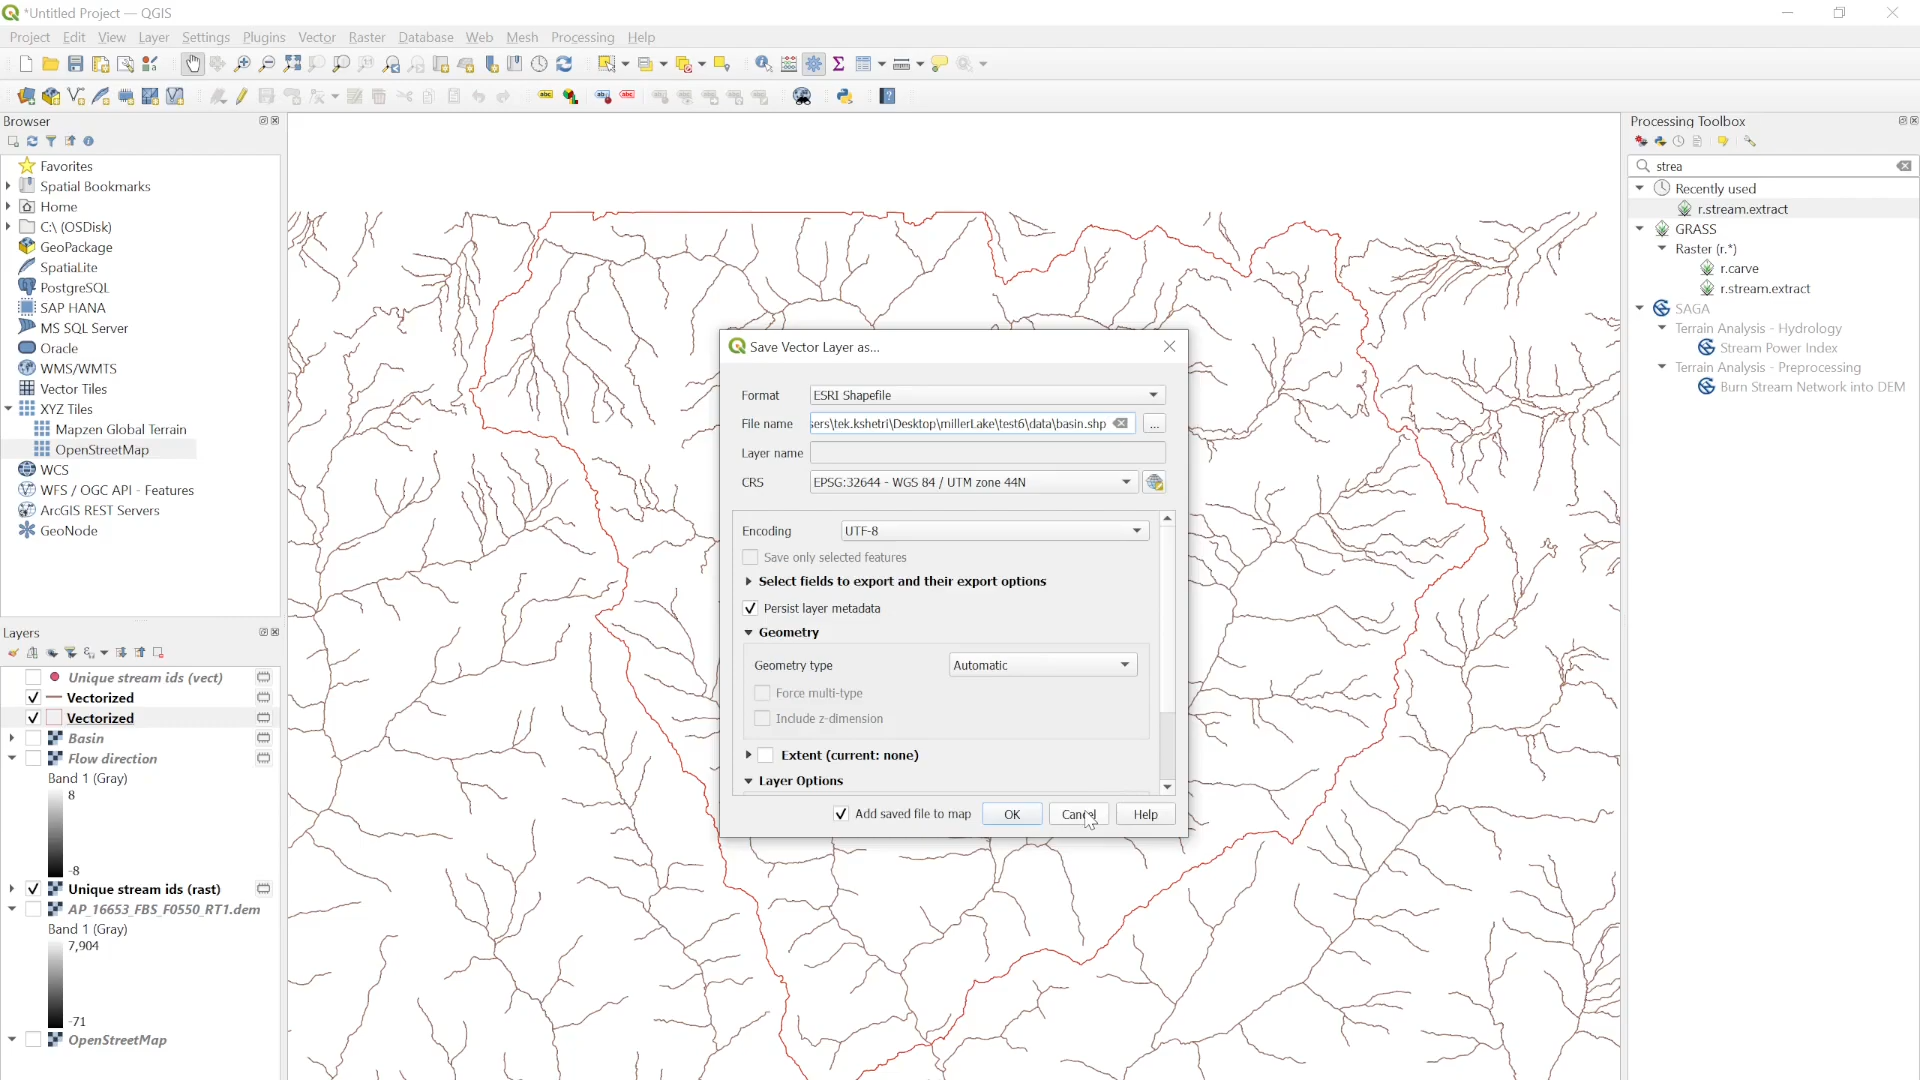 *Untitled Project — QGIS
Project Edit View Layer Settings Plugins Vector Raster Database Web Mesh Processing Help
Browser
Favorites
Spatial Bookmarks
Home
C:\ (OSDisk)
GeoPackage
SpatiaLite
PostgreSQL
SAP HANA
MS SQL Server
Oracle
WMS/WMTS
Vector Tiles
XYZ Tiles
Mapzen Global Terrain
OpenStreetMap
WCS
WFS / OGC API - Features
ArcGIS REST Servers
GeoNode
Layers
Unique stream ids (vect)
Vectorized
Vectorized
Basin
Flow direction
Band 1 (Gray)
8
-8
Unique stream ids (rast)
AP_16653_FBS_F0550_RT1.dem
Band 1 (Gray)
7,904
-71
OpenStreetMap
Save Vector Layer as...
Format ESRI Shapefile
File name sers\tek.kshetri\Desktop\millerLake\test6\data\basin.shp ...
Layer name
CRS EPSG:32644 - WGS 84 / UTM zone 44N
Encoding UTF-8
Save only selected features
Select fields to export and their export options
Persist layer metadata
Geometry
Geometry type Automatic
Force multi-type
Include z-dimension
Extent (current: none)
Layer Options
Add saved file to map OK Cancel Help
Processing Toolbox
strea
Recently used
r.stream.extract
GRASS
Raster (r.*)
r.carve
r.stream.extract
SAGA
Terrain Analysis - Hydrology
Stream Power Index
Terrain Analysis - Preprocessing
Burn Stream Network into DEM